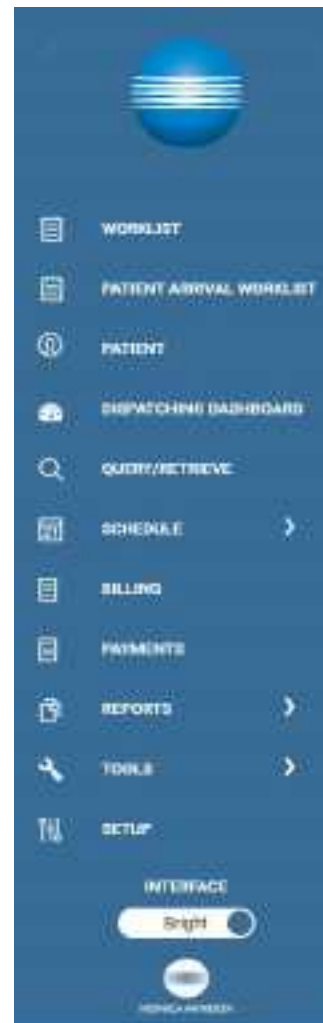 WORKLIST
PATIENT ARRIVAL WORKLIST
PATIENT
DISPATCHING DASHBOARD
QUERY/RETRIEVE
SCHEDULE
BILLING
PAYMENTS
REPORTS
TOOLS
SETUP
INTERFACE
Bright